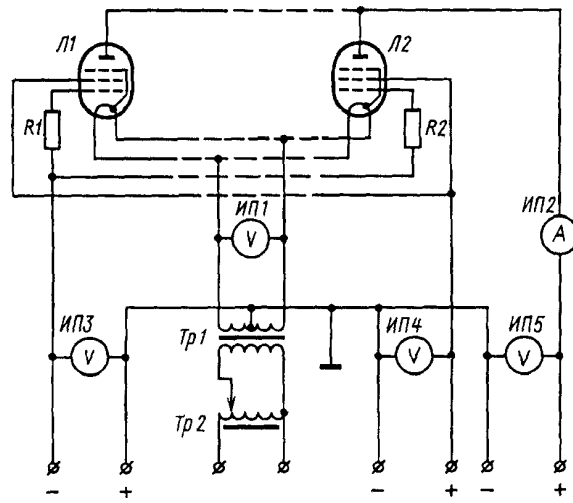 Л1
Л2
R1
R2
ИП1
V
ИП2
A
ИП3
V
Тр1
ИП4
V
ИП5
V
Тр2
− + − + − +